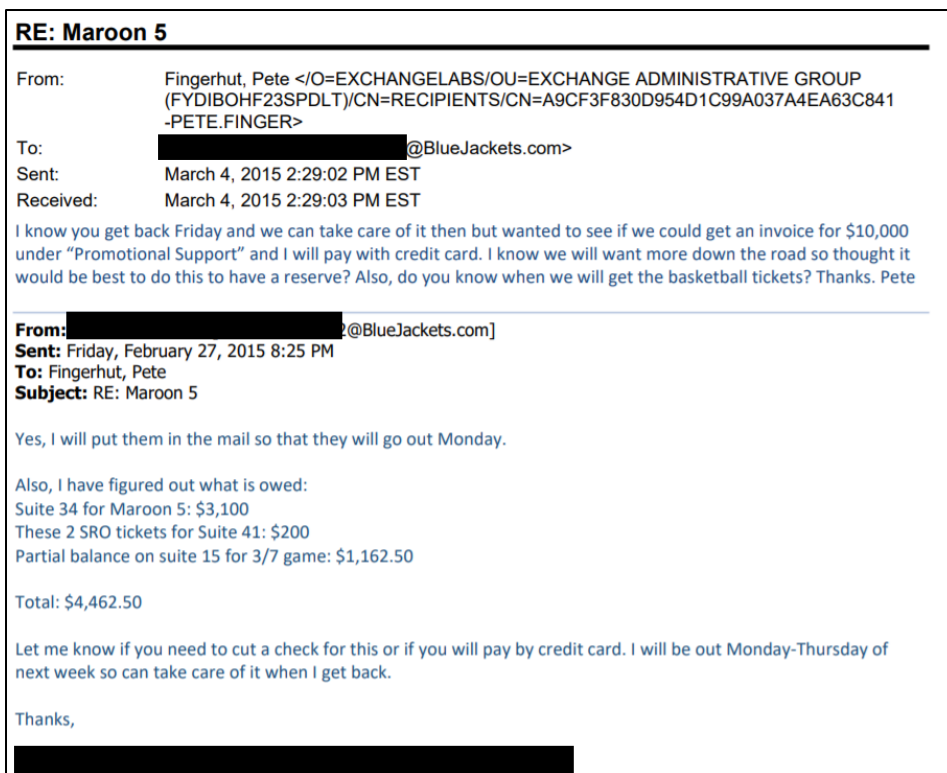 RE: Maroon 5
From: Fingerhut, Pete </O=EXCHANGELABS/OU=EXCHANGE ADMINISTRATIVE GROUP
(FYDIBOHF23SPDLT)/CN=RECIPIENTS/CN=A9CF3F830D954D1C99A037A4EA63C841
-PETE.FINGER>
To: @BlueJackets.com>
Sent: March 4, 2015 2:29:02 PM EST
Received: March 4, 2015 2:29:03 PM EST
I know you get back Friday and we can take care of it then but wanted to see if we could get an invoice for $10,000
under “Promotional Support” and I will pay with credit card. I know we will want more down the road so thought it
would be best to do this to have a reserve? Also, do you know when we will get the basketball tickets? Thanks. Pete
From: 2@BlueJackets.com]
Sent: Friday, February 27, 2015 8:25 PM
To: Fingerhut, Pete
Subject: RE: Maroon 5
Yes, I will put them in the mail so that they will go out Monday.
Also, I have figured out what is owed:
Suite 34 for Maroon 5: $3,100
These 2 SRO tickets for Suite 41: $200
Partial balance on suite 15 for 3/7 game: $1,162.50
Total: $4,462.50
Let me know if you need to cut a check for this or if you will pay by credit card. I will be out Monday-Thursday of
next week so can take care of it when I get back.
Thanks,